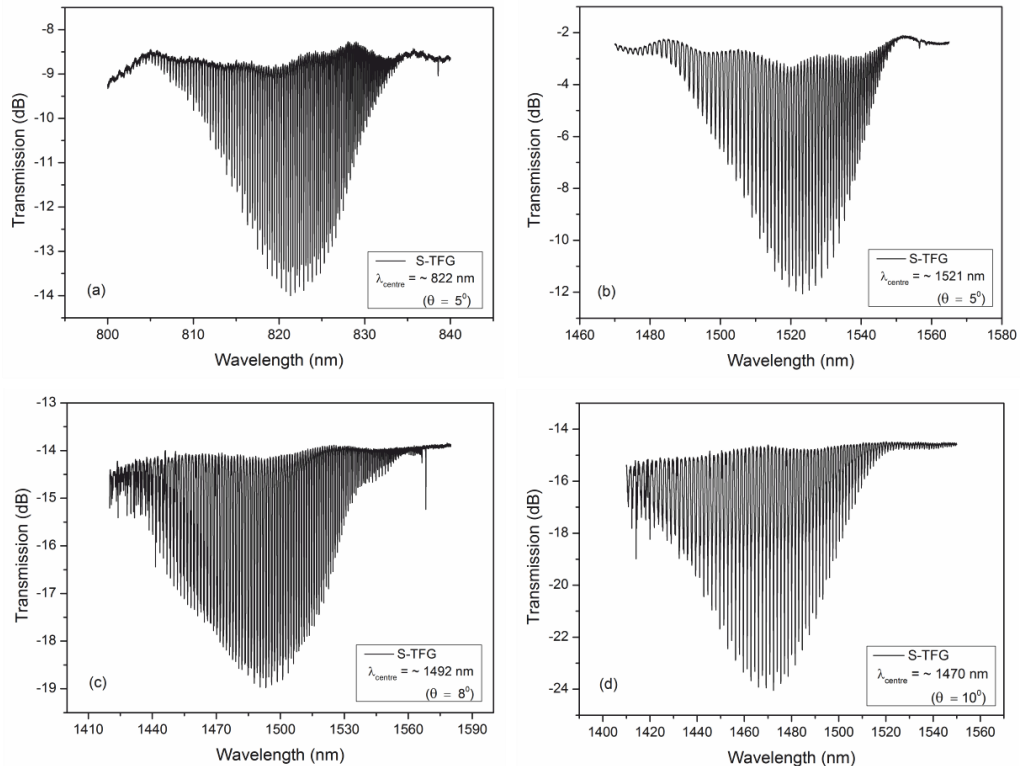 -8
-9
-10
-11
-12
-13
-14
Transmission (dB)
(a)
S-TFG
λcentre = ~ 822 nm
(θ = 5⁰)
800 810 820 830 840
Wavelength (nm)
-2
-4
-6
-8
-10
-12
Transmission (dB)
(b)
S-TFG
λcentre = ~ 1521 nm
(θ = 5⁰)
1460 1480 1500 1520 1540 1560 1580
Wavelength (nm)
-13
-14
-15
-16
-17
-18
-19
Transmission (dB)
(c)
S-TFG
λcentre = ~ 1492 nm
(θ = 8⁰)
1410 1440 1470 1500 1530 1560 1590
Wavelength (nm)
-14
-16
-18
-20
-22
-24
Transmission (dB)
(d)
S-TFG
λcentre = ~ 1470 nm
(θ = 10⁰)
1400 1420 1440 1460 1480 1500 1520 1540 1560
Wavelength (nm)